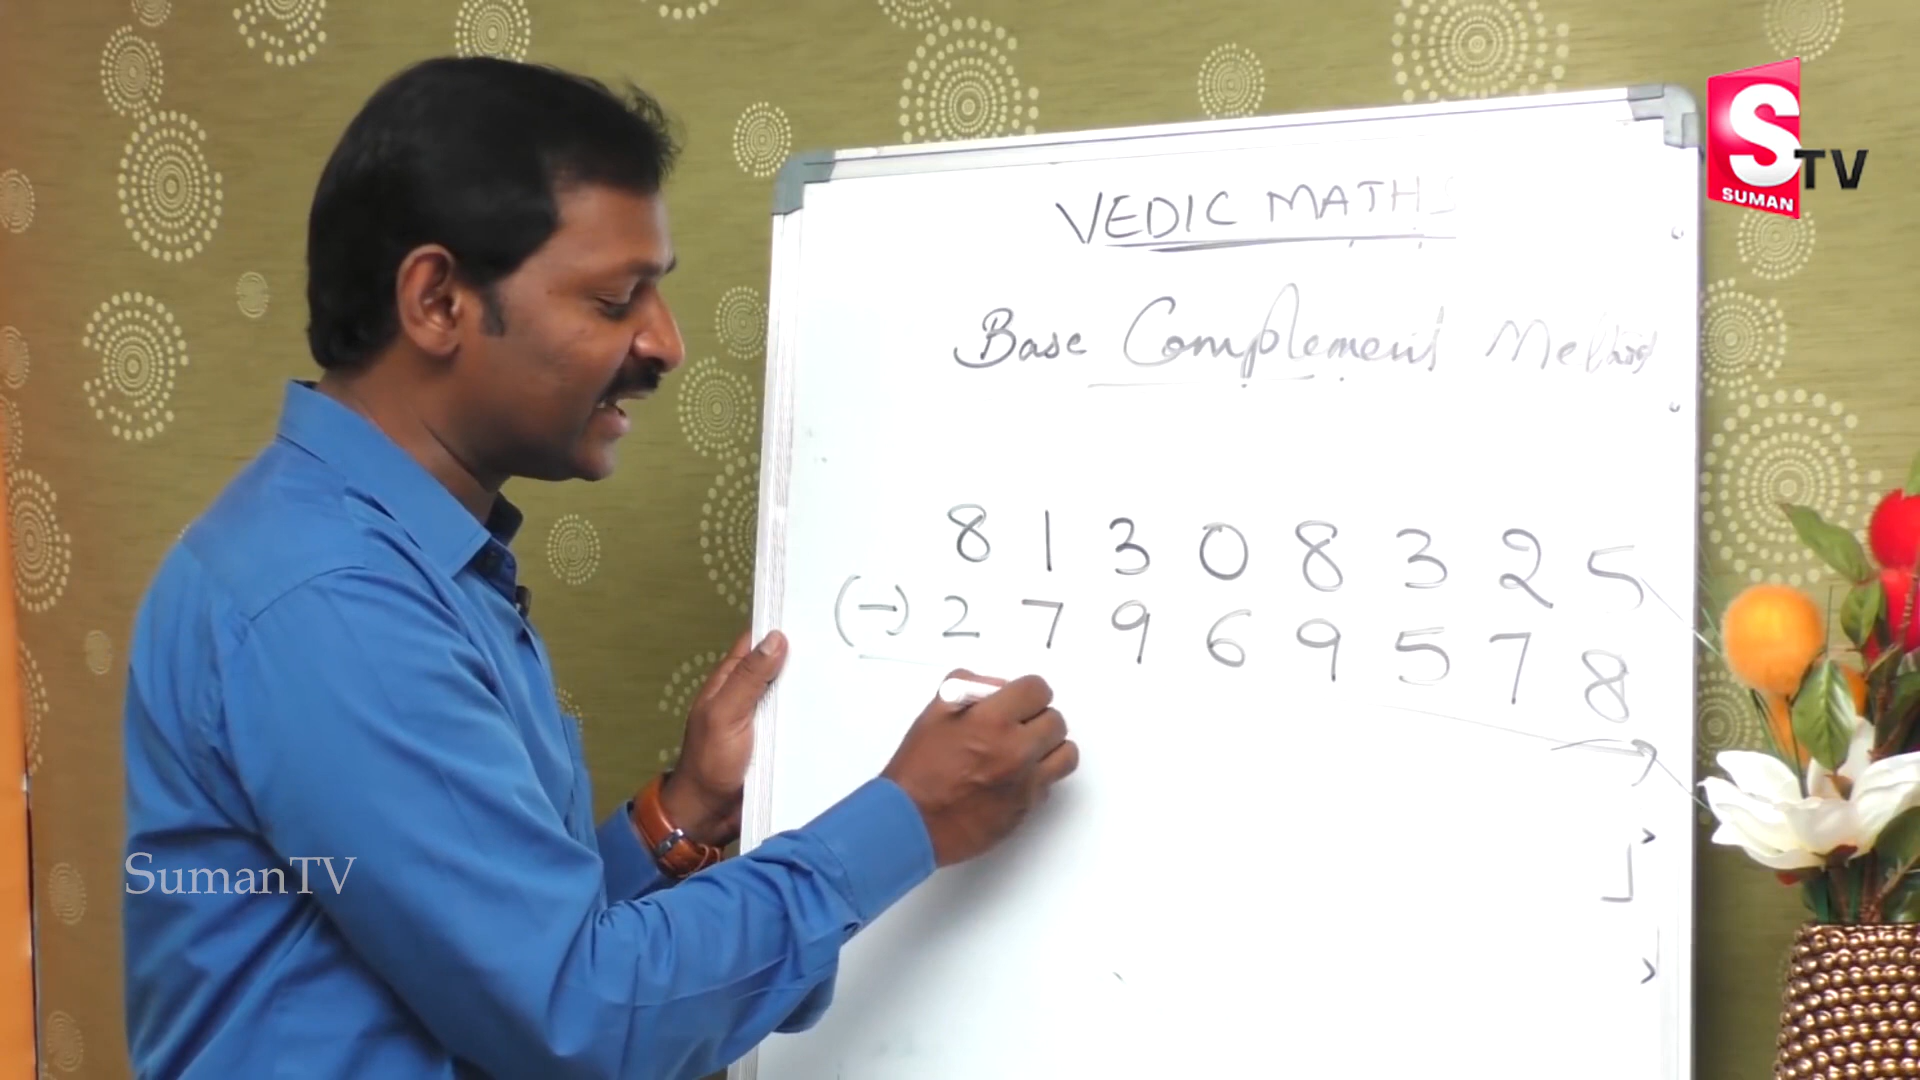 S TV
SUMAN
VEDIC MATHS
Base Complement Method
8 1 3 0 8 3 2 5
(-) 2 7 9 6 9 5 7 8
SumanTV